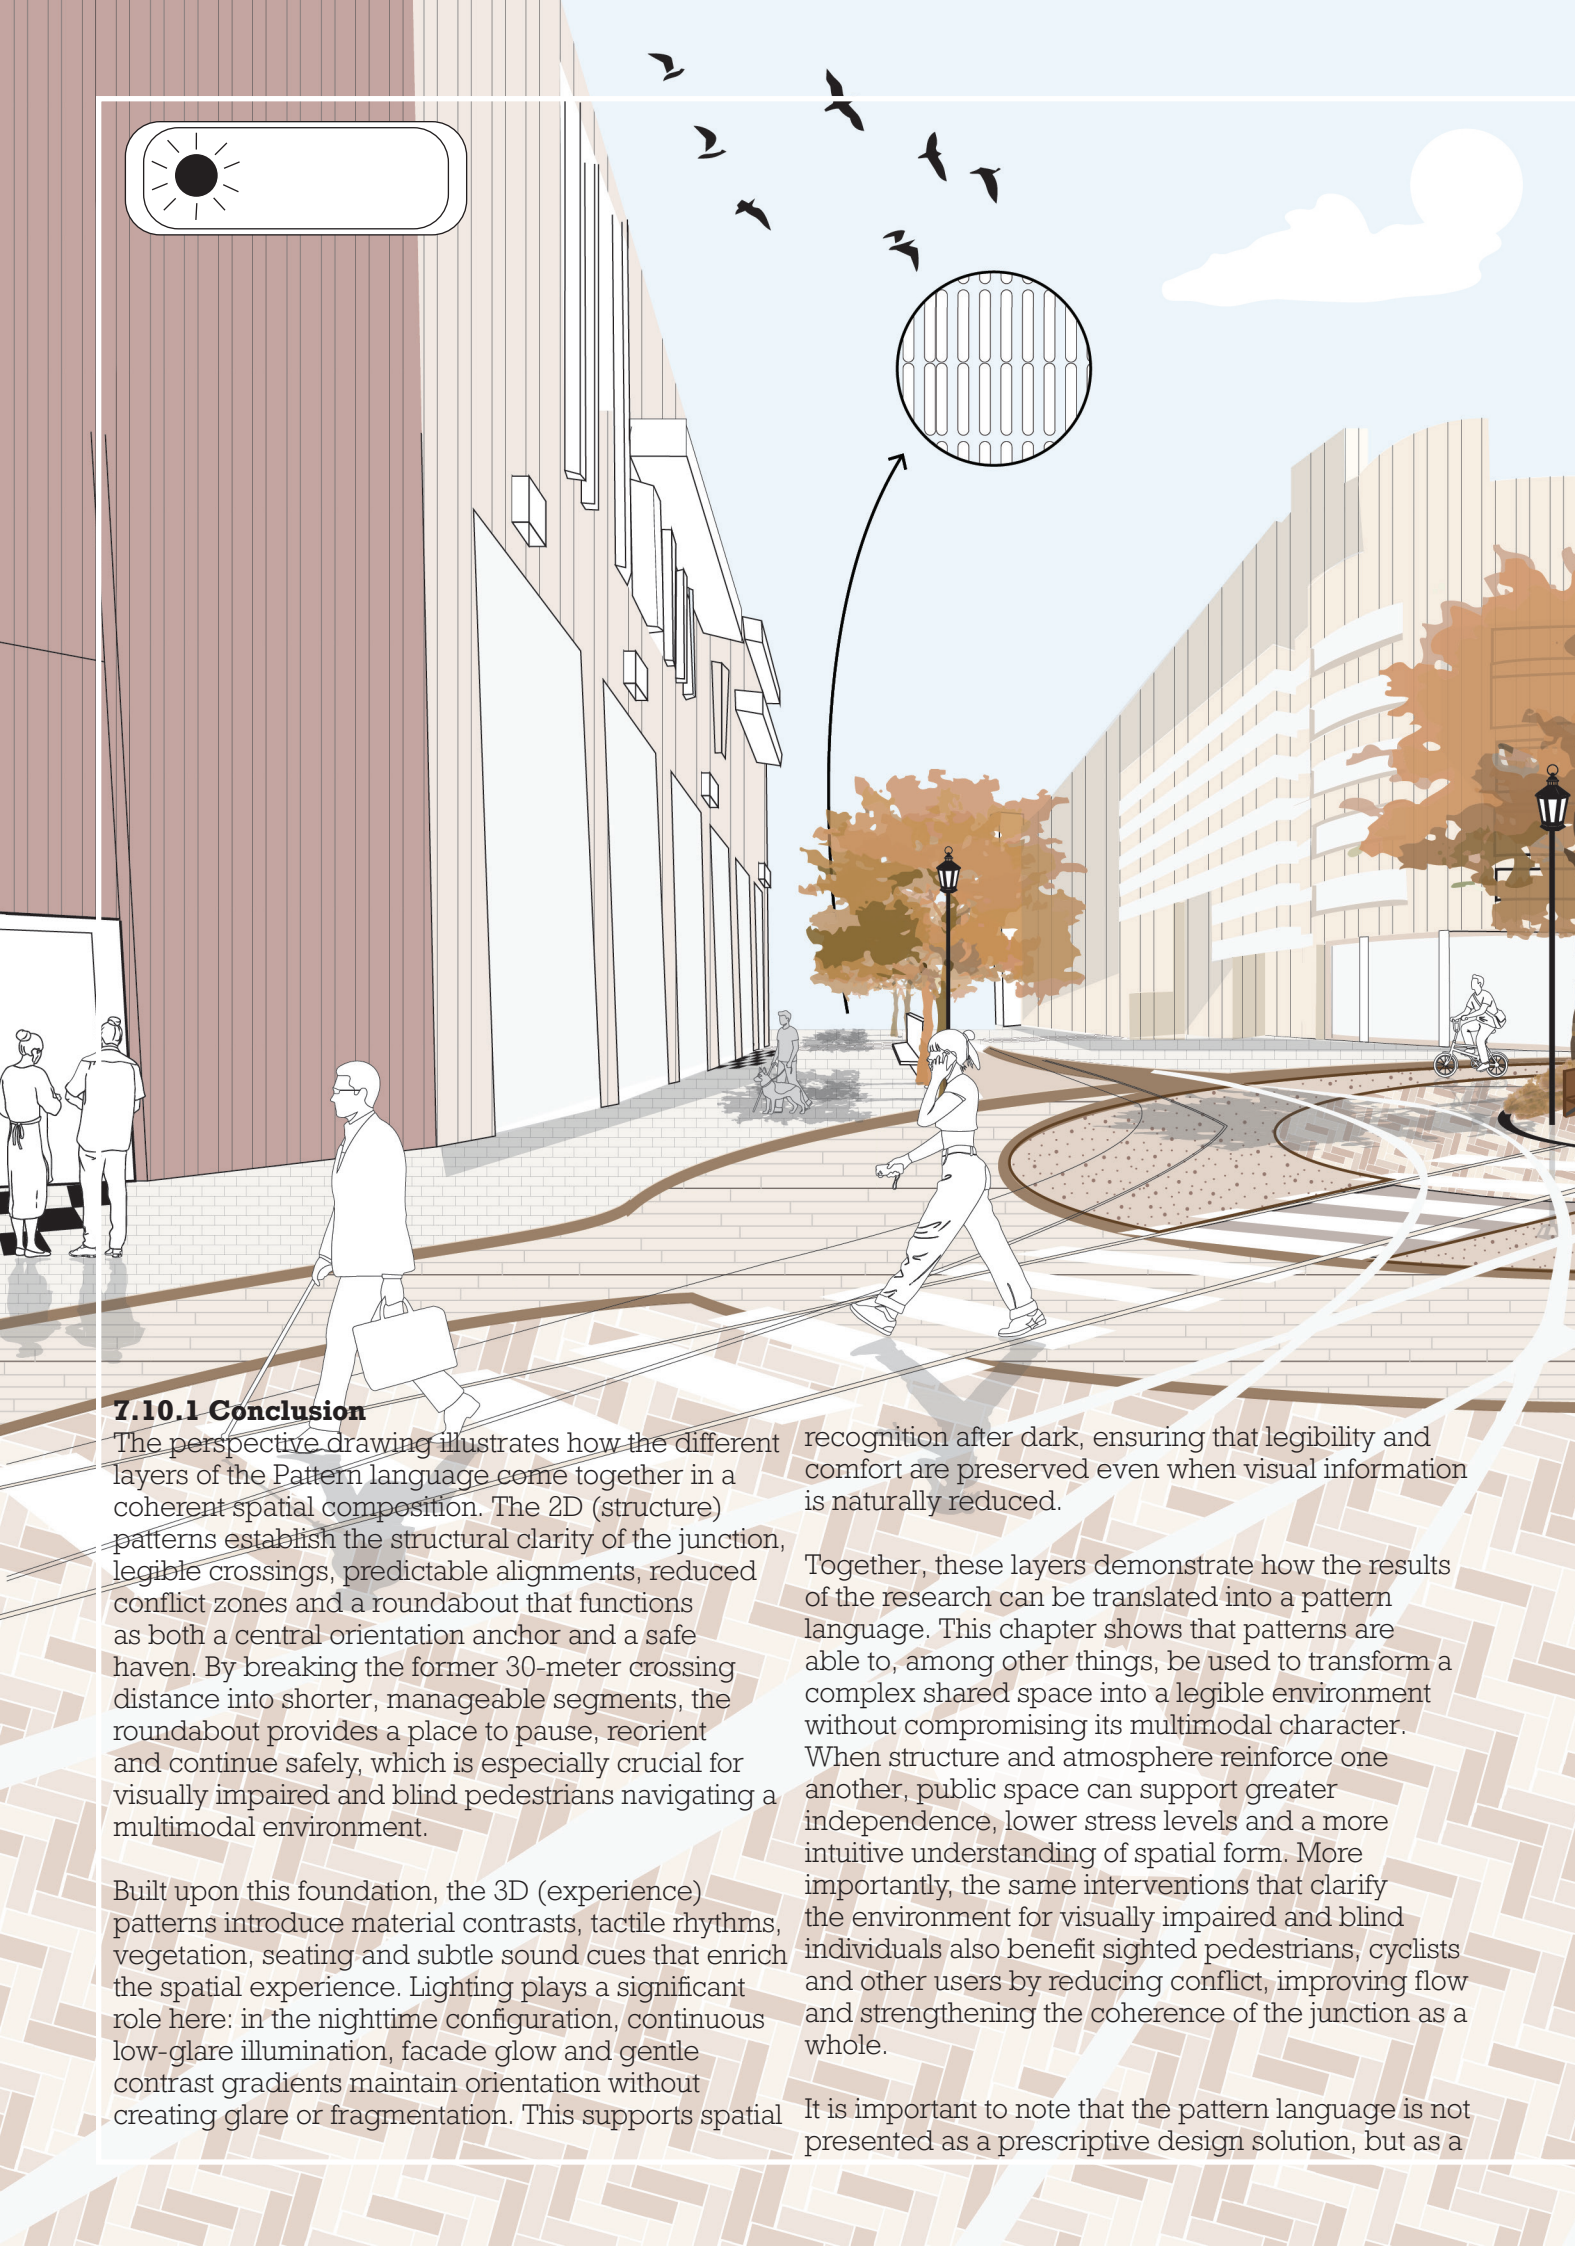 7.10.1 Conclusion
The perspective drawing illustrates how the different
layers of the Pattern language come together in a
coherent spatial composition. The 2D (structure)
patterns establish the structural clarity of the junction,
legible crossings, predictable alignments, reduced
conflict zones and a roundabout that functions
as both a central orientation anchor and a safe
haven. By breaking the former 30-meter crossing
distance into shorter, manageable segments, the
roundabout provides a place to pause, reorient
and continue safely, which is especially crucial for
visually impaired and blind pedestrians navigating a
multimodal environment.
Built upon this foundation, the 3D (experience)
patterns introduce material contrasts, tactile rhythms,
vegetation, seating and subtle sound cues that enrich
the spatial experience. Lighting plays a significant
role here: in the nighttime configuration, continuous
low-glare illumination, facade glow and gentle
contrast gradients maintain orientation without
creating glare or fragmentation. This supports spatial
recognition after dark, ensuring that legibility and
comfort are preserved even when visual information
is naturally reduced.
Together, these layers demonstrate how the results
of the research can be translated into a pattern
language. This chapter shows that patterns are
able to, among other things, be used to transform a
complex shared space into a legible environment
without compromising its multimodal character.
When structure and atmosphere reinforce one
another, public space can support greater
independence, lower stress levels and a more
intuitive understanding of spatial form. More
importantly, the same interventions that clarify
the environment for visually impaired and blind
individuals also benefit sighted pedestrians, cyclists
and other users by reducing conflict, improving flow
and strengthening the coherence of the junction as a
whole.
It is important to note that the pattern language is not
presented as a prescriptive design solution, but as a